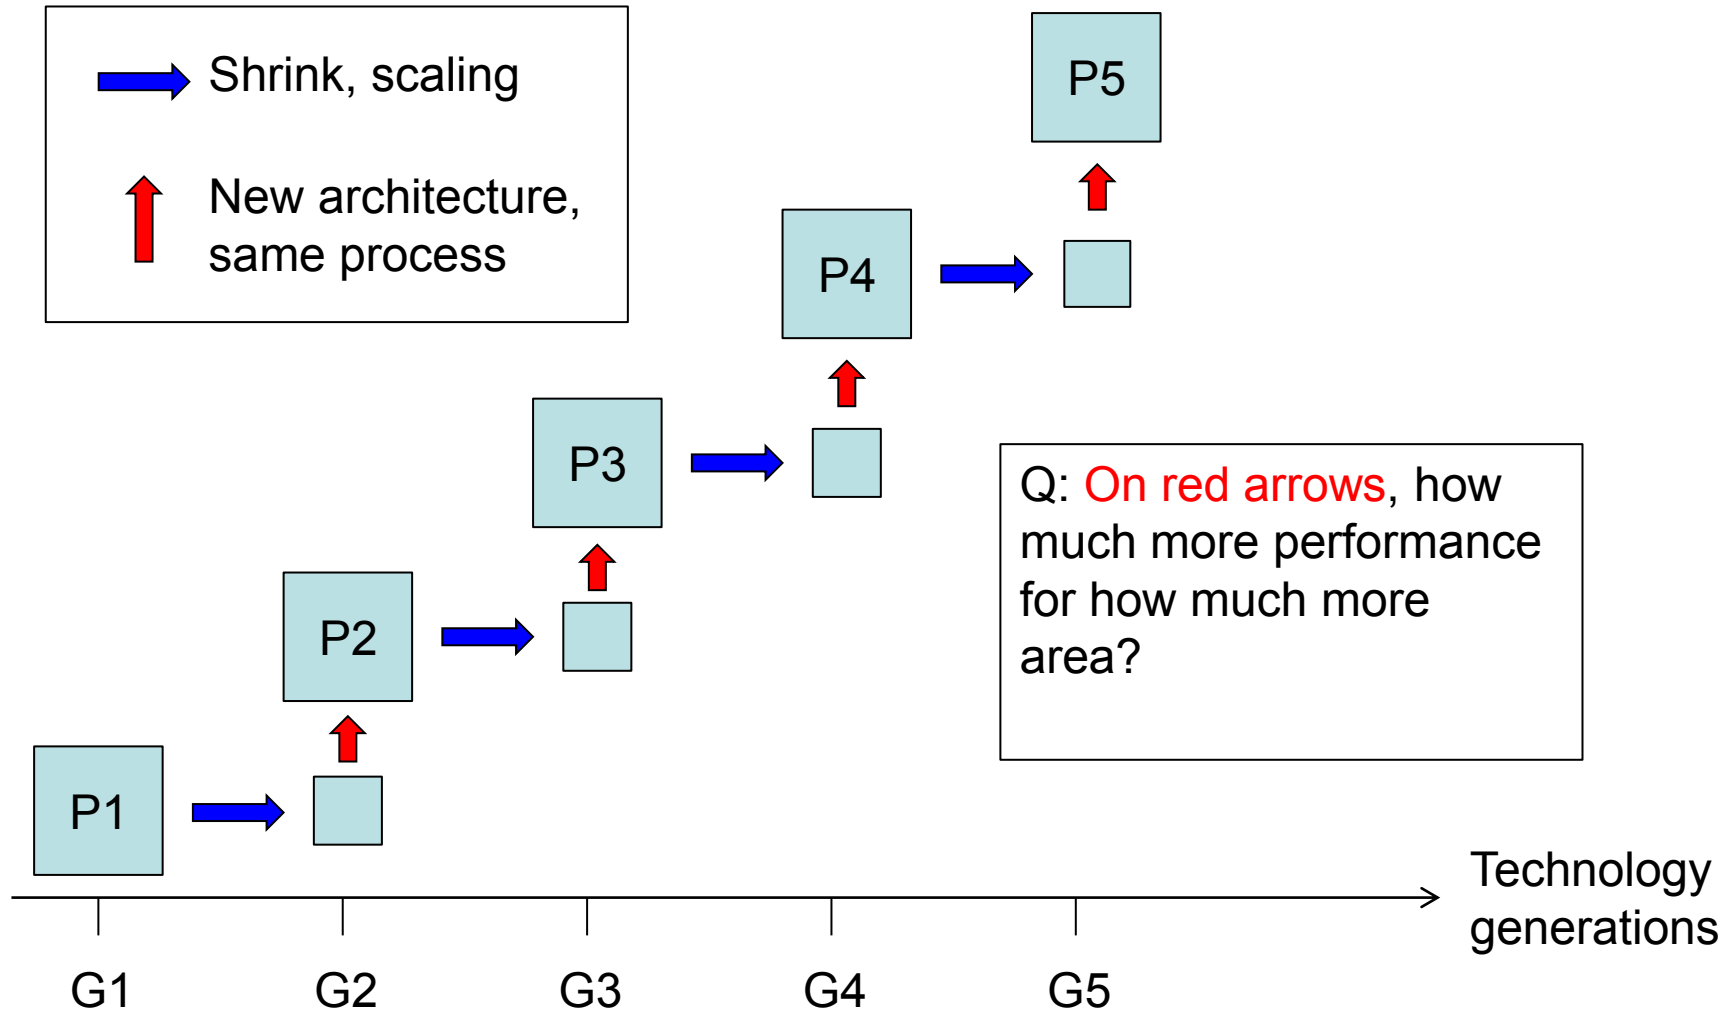 Shrink, scaling
New architecture,
same process
P5
P4
P3
Q: On red arrows, how
much more performance
for how much more
area?
P2
P1
Technology
generations
G1
G2
G3
G4
G5